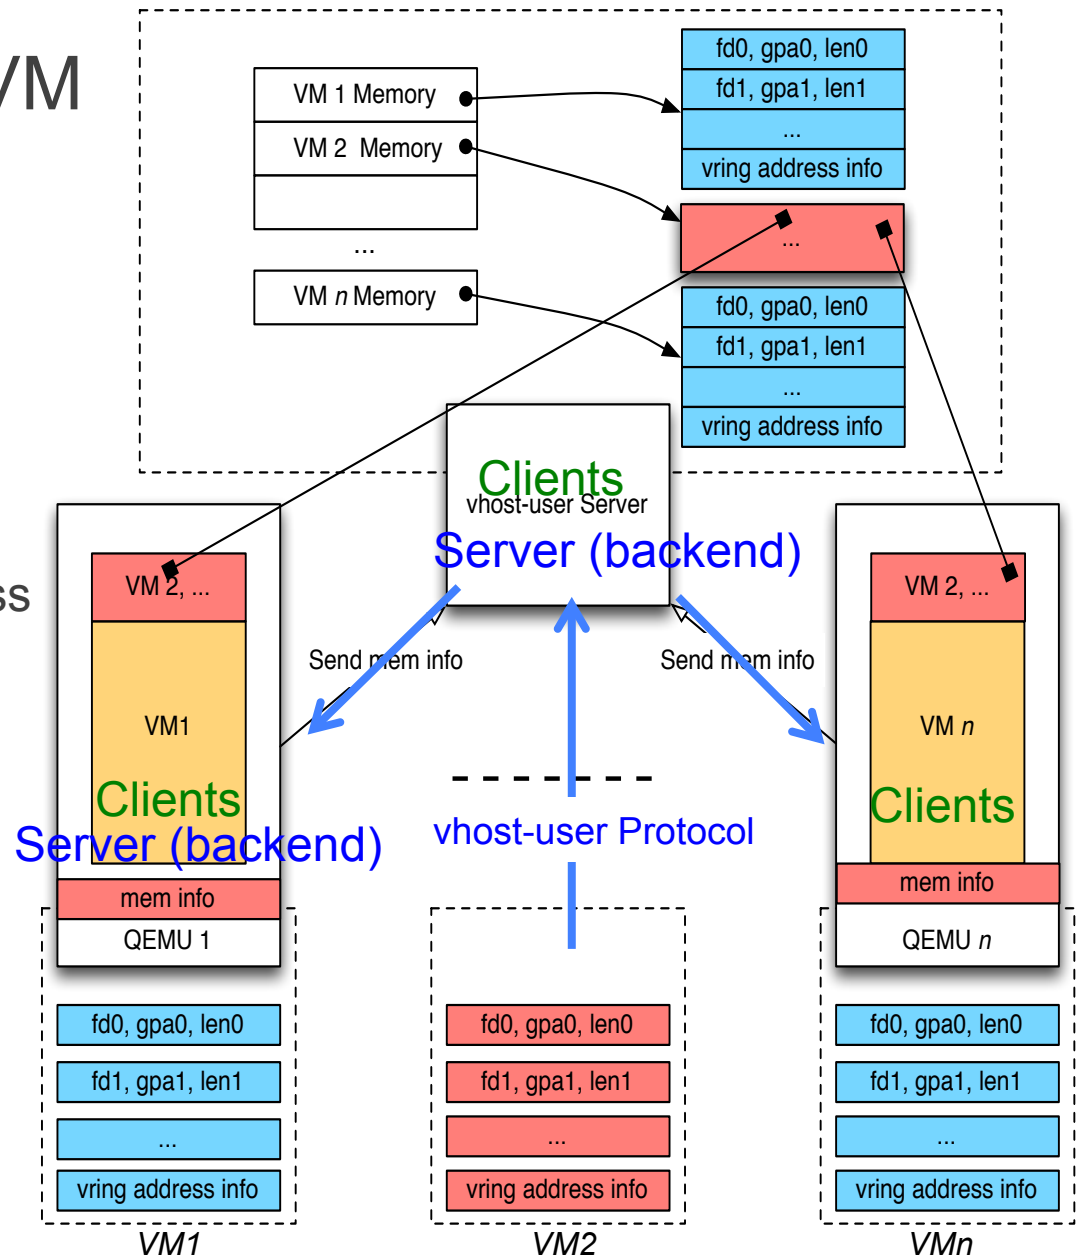 VM
fd0, gpa0, len0
fd1, gpa1, len1
...
vring address info
VM 1 Memory
VM 2 Memory
...
VM n Memory
...
fd0, gpa0, len0
fd1, gpa1, len1
...
vring address info
Clients
vhost-user Server
Server (backend)
ss
VM 2, ...
VM 2, ...
Send mem info
Send mem info
VM1
VM n
Clients
Server (backend)
vhost-user Protocol
Clients
mem info
QEMU 1
mem info
QEMU n
fd0, gpa0, len0
fd1, gpa1, len1
...
vring address info
VM1
fd0, gpa0, len0
fd1, gpa1, len1
...
vring address info
VM2
fd0, gpa0, len0
fd1, gpa1, len1
...
vring address info
VMn